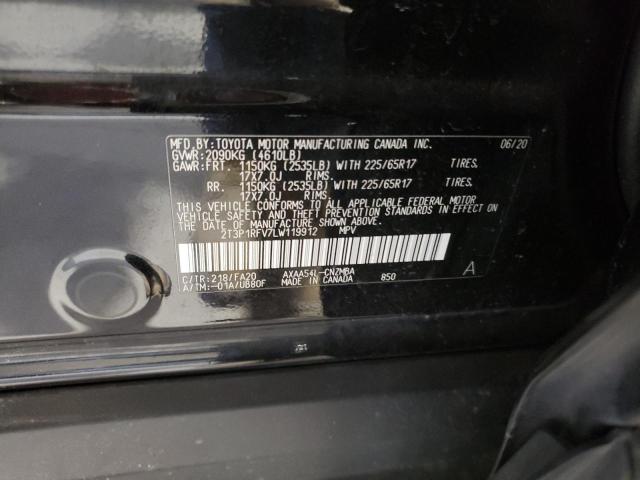 MFD.BY:TOYOTA MOTOR MANUFACTURING CANADA INC. 06/20
GVWR:2090KG (4610LB)
GAWR:FRT. 1150KG (2535LB) WITH 225/65R17 TIRES.
17X7.0J RIMS.
RR. 1150KG (2535LB) WITH 225/65R17 TIRES.
17X7.0J RIMS.
THIS VEHICLE CONFORMS TO ALL APPLICABLE FEDERAL MOTOR
VEHICLE SAFETY AND THEFT PREVENTION STANDARDS IN EFFECT ON
THE DATE OF MANUFACTURE SHOWN ABOVE.
2T3P1RFV7LW119912 MPV
C/TR:218/FA20 AXAA54L-CNZMBA 850 A
A/TM:-01A/UB80F MADE IN CANADA